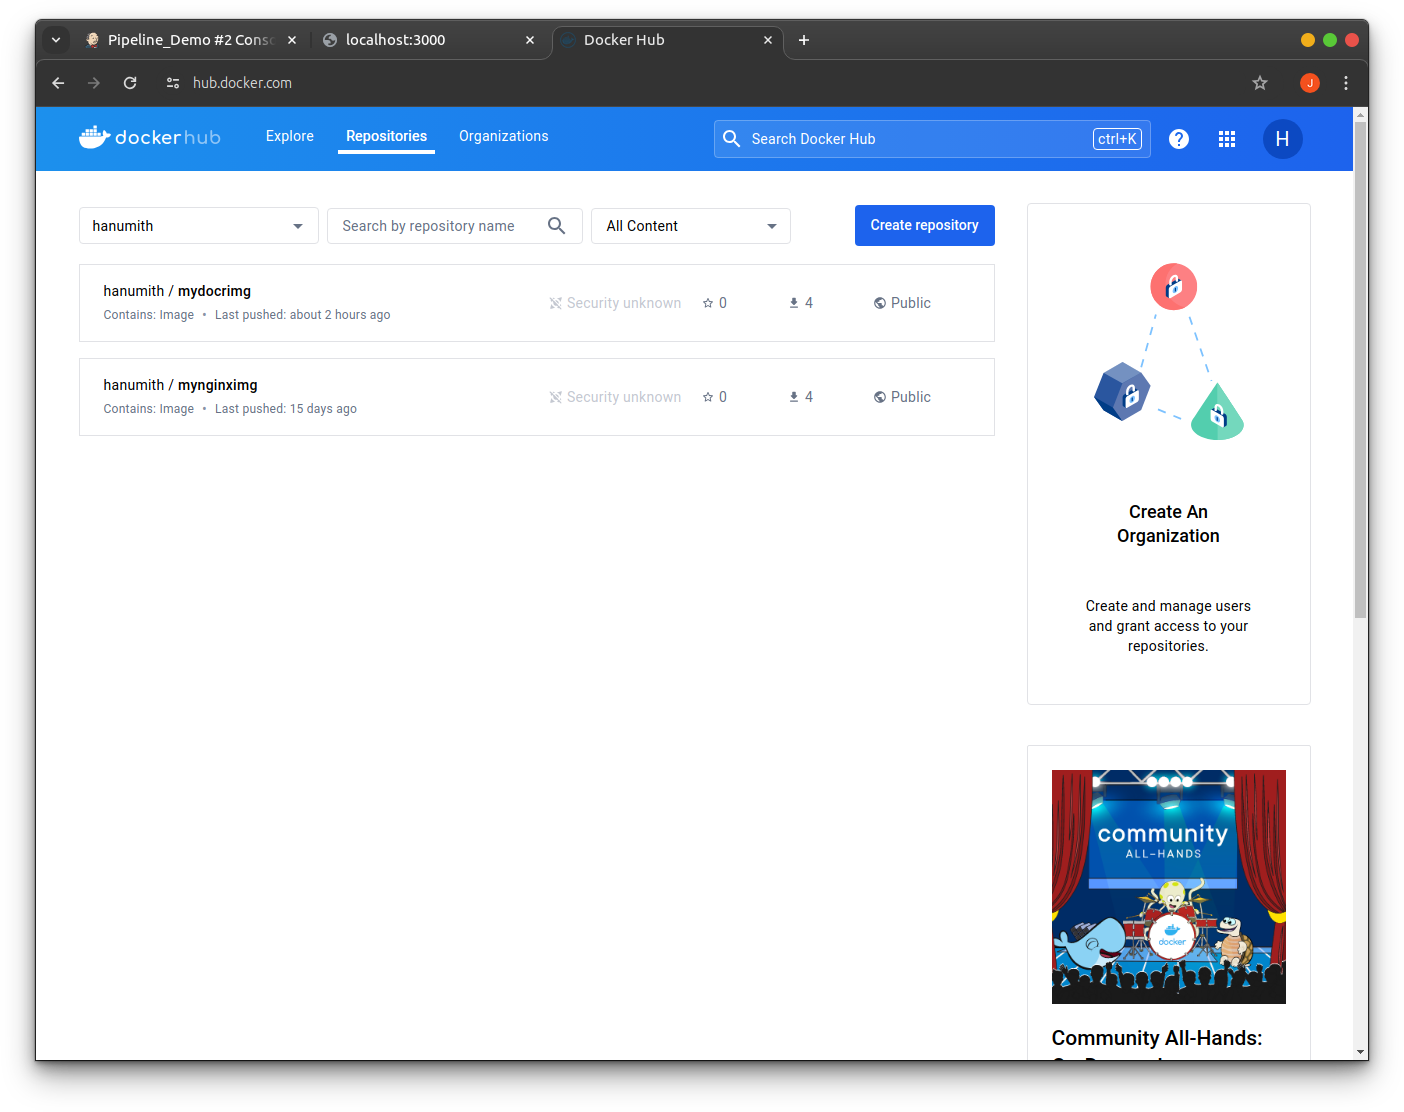 Pipeline_Demo #2 Conso
localhost:3000
Docker Hub
hub.docker.com
J
dockerhub
Explore
Repositories
Organizations
Search Docker Hub
ctrl+K
?
H
hanumith
Search by repository name
All Content
Create repository
hanumith / mydocrimg
Contains: Image • Last pushed: about 2 hours ago
Security unknown
0
4
Public
hanumith / mynginximg
Contains: Image • Last pushed: 15 days ago
Security unknown
0
4
Public
Create An
Organization
Create and manage users
and grant access to your
repositories.
community
ALL-HANDS
docker
Community All-Hands: